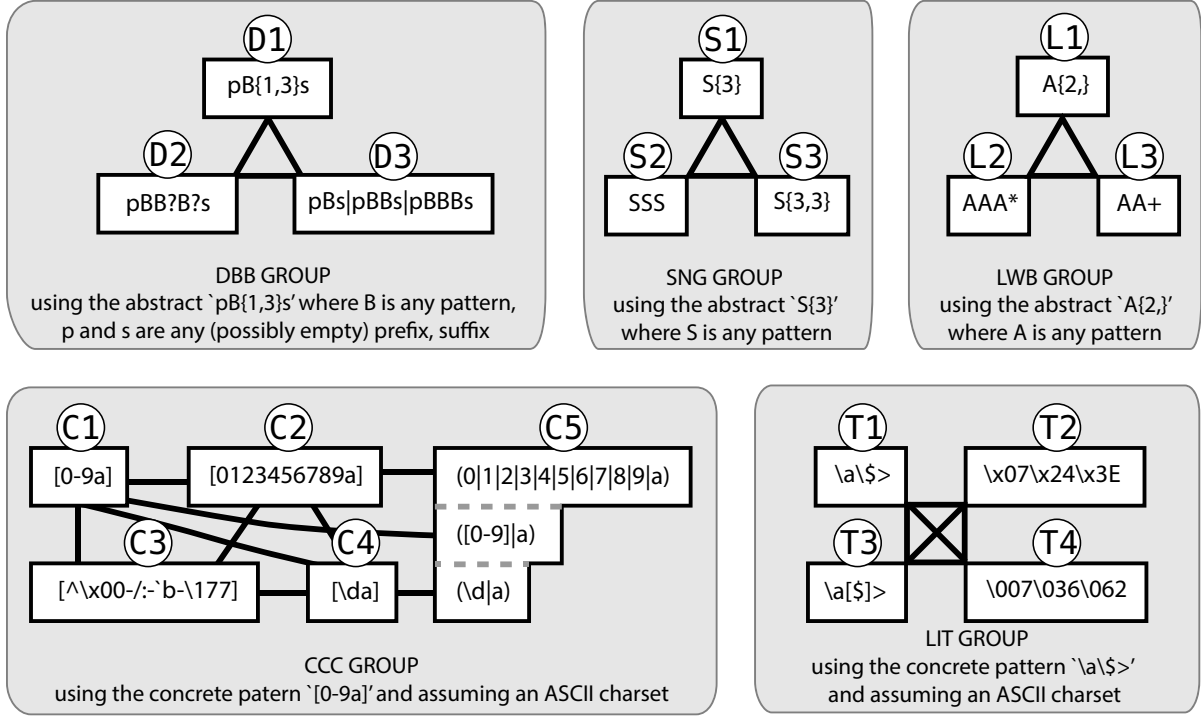 D1
pB{1,3}s
D2
pBB?B?s
D3
pBs|pBBs|pBBBs
DBB GROUP
using the abstract `pB{1,3}s’ where B is any pattern,
p and s are any (possibly empty) prefix, suffix
S1
S{3}
S2
SSS
S3
S{3,3}
SNG GROUP
using the abstract `S{3}’
where S is any pattern
L1
A{2,}
L2
AAA*
L3
AA+
LWB GROUP
using the abstract `A{2,}’
where A is any pattern
C1
[0-9a]
C2
[0123456789a]
C5
(0|1|2|3|4|5|6|7|8|9|a)
([0-9]|a)
(\d|a)
C3
[^\x00-/:-`b-\177]
C4
[\da]
CCC GROUP
using the concrete patern `[0-9a]’ and assuming an ASCII charset
T1
\a\$>
T2
\x07\x24\x3E
T3
\a[$]>
T4
\007\036\062
LIT GROUP
using the concrete pattern `\a\$>’
and assuming an ASCII charset